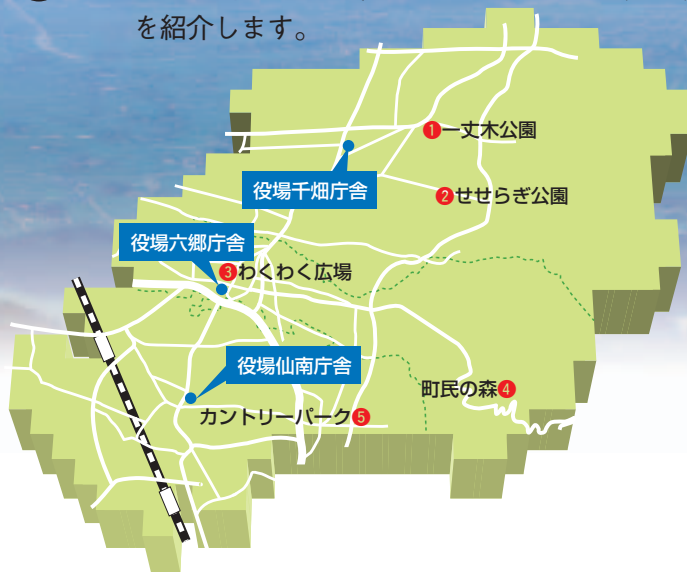 を紹介します。
❶一丈木公園
役場千畑庁舎
❷せせらぎ公園
役場六郷庁舎
❸わくわく広場
役場仙南庁舎
町民の森❹
カントリーパーク❺